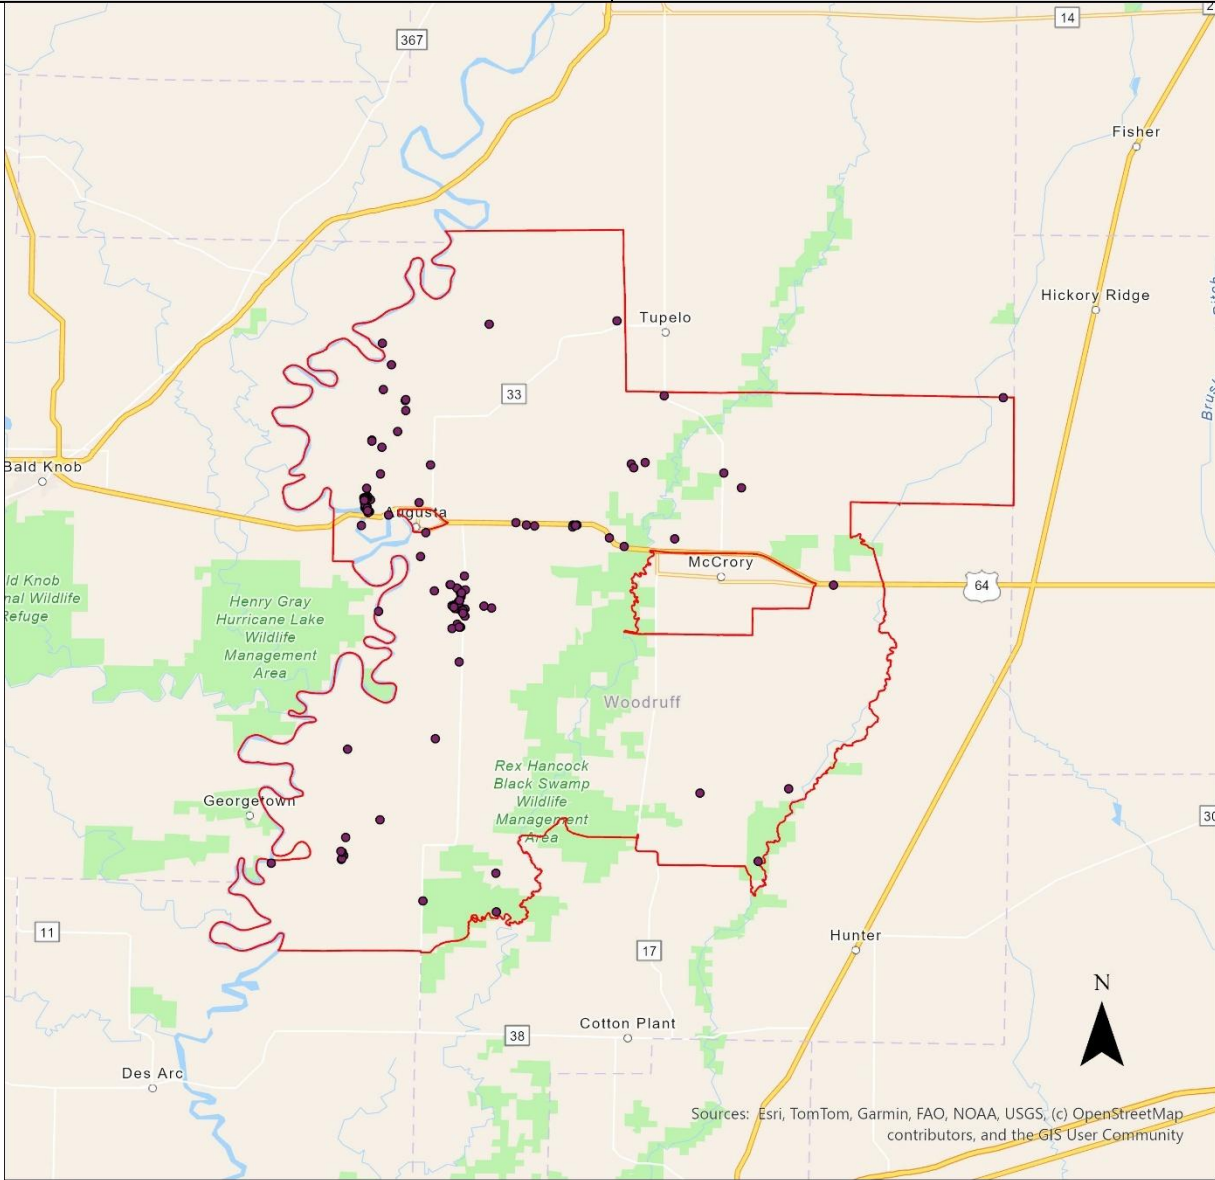 14
2
367
Fisher
Hickory Ridge
Tupelo
33
Bald Knob
Augusta
McCrory
64
ld Knob
nal Wildlife
Refuge
Henry Gray
Hurricane Lake
Wildlife
Management
Area
Woodruff
Rex Hancock
Black Swamp
Wildlife
Management
Area
Georgetown
30
11
Hunter
17
N
Cotton Plant
38
Des Arc
Sources: Esri, TomTom, Garmin, FAO, NOAA, USGS, (c) OpenStreetMap
contributors, and the GIS User Community